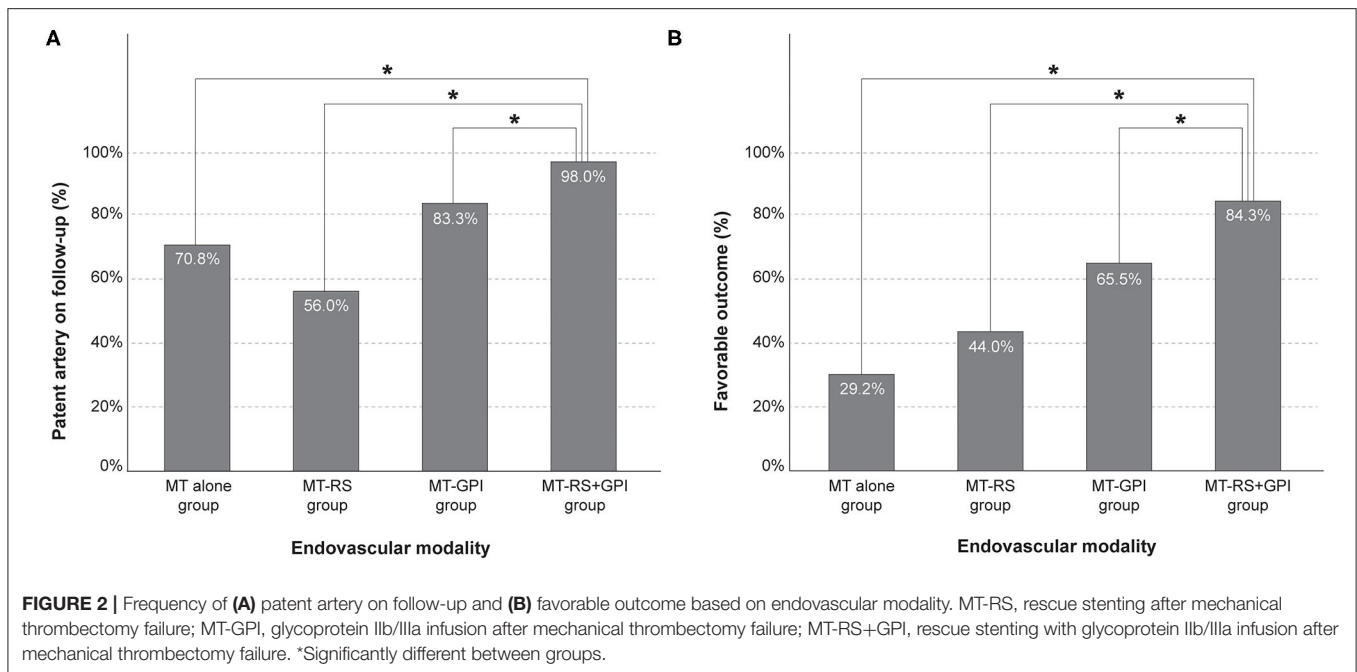 A
Patent artery on follow-up (%)
100%
80%
60%
40%
20%
0%
*
*
*
70.8%
56.0%
83.3%
98.0%
MT alone
group
MT-RS
group
MT-GPI
group
MT-RS+GPI
group
Endovascular modality
B
Favorable outcome (%)
100%
80%
60%
40%
20%
0%
*
*
*
29.2%
44.0%
65.5%
84.3%
MT alone
group
MT-RS
group
MT-GPI
group
MT-RS+GPI
group
Endovascular modality
FIGURE 2 | Frequency of (A) patent artery on follow-up and (B) favorable outcome based on endovascular modality. MT-RS, rescue stenting after mechanical
thrombectomy failure; MT-GPI, glycoprotein IIb/IIIa infusion after mechanical thrombectomy failure; MT-RS+GPI, rescue stenting with glycoprotein IIb/IIIa infusion after
mechanical thrombectomy failure. *Significantly different between groups.